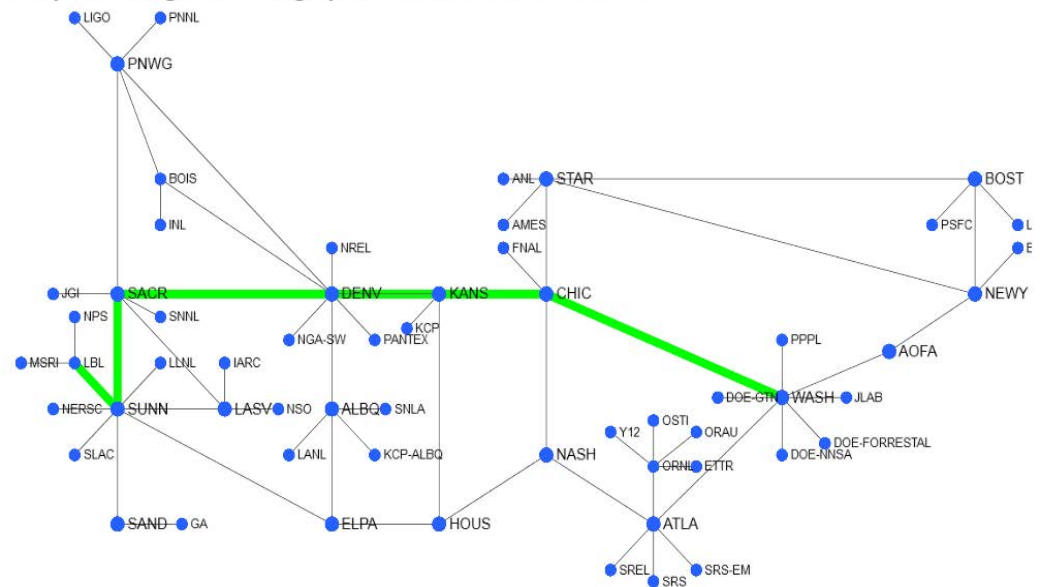 LIGO
PNNL
PNWG
BOIS
ANL
STAR
BOST
INL
AMES
PSFC
L
NREL
FNAL
E
JGI
SACR
DENV
KANS
CHIC
NEWY
NPS
SNNL
KCP
NGA-SW
PANTEX
PPPL
AOFA
MSRI
LBL
LLNL
IARC
DOE-GTN
WASH
JLAB
NERSC
SUNN
LASV
NSO
ALBQ
SNLA
OSTI
Y12
ORAU
DOE-FORRESTAL
SLAC
LANL
KCP-ALBQ
NASH
DOE-NNSA
ORNL
ETTR
SAND
GA
ELPA
HOUS
ATLA
SREL
SRS-EM
SRS